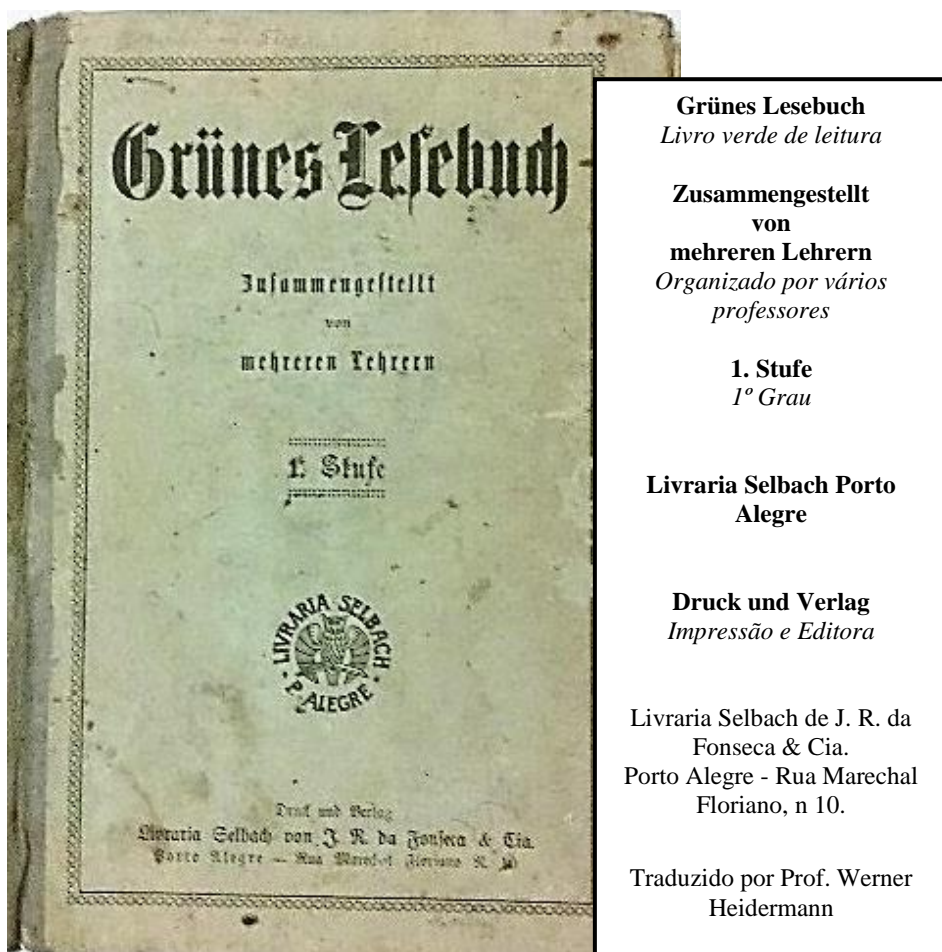 Grünes Lesebuch
Zusammengestellt
von
mehreren Lehrern
1. Stufe
LIVRARIA SELBACH
P. ALEGRE
Druck und Verlag
Livraria Selbach von J. R. da Fonseca & Cia.
Porto Alegre — Rua Marechal Floriano N. 10
Grünes Lesebuch
Livro verde de leitura
Zusammengestellt
von
mehreren Lehrern
Organizado por vários
professores
1. Stufe
1º Grau
Livraria Selbach Porto
Alegre
Druck und Verlag
Impressão e Editora
Livraria Selbach de J. R. da
Fonseca & Cia.
Porto Alegre - Rua Marechal
Floriano, n 10.
Traduzido por Prof. Werner
Heidermann